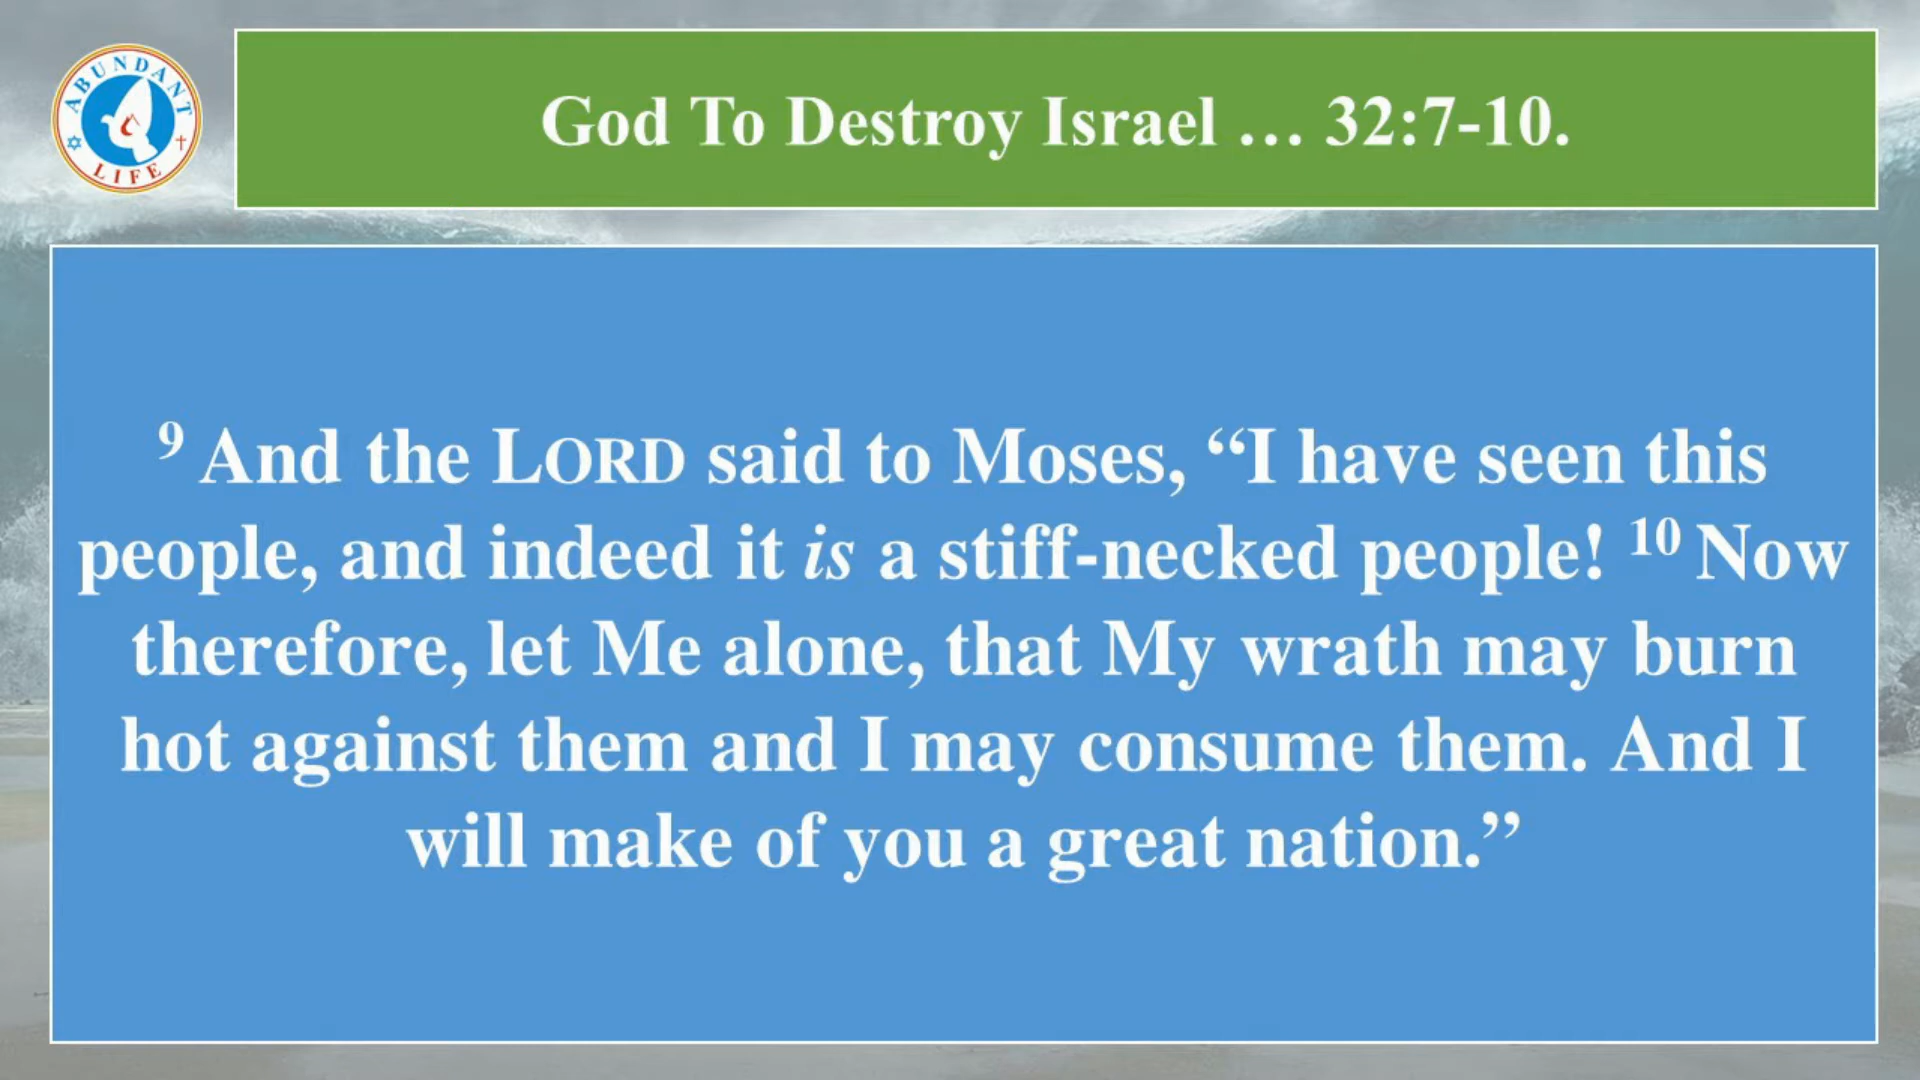 ABUNDANT
LIFE
God To Destroy Israel … 32:7-10.
9 And the LORD said to Moses, “I have seen this
people, and indeed it is a stiff-necked people! 10 Now
therefore, let Me alone, that My wrath may burn
hot against them and I may consume them. And I
will make of you a great nation.”